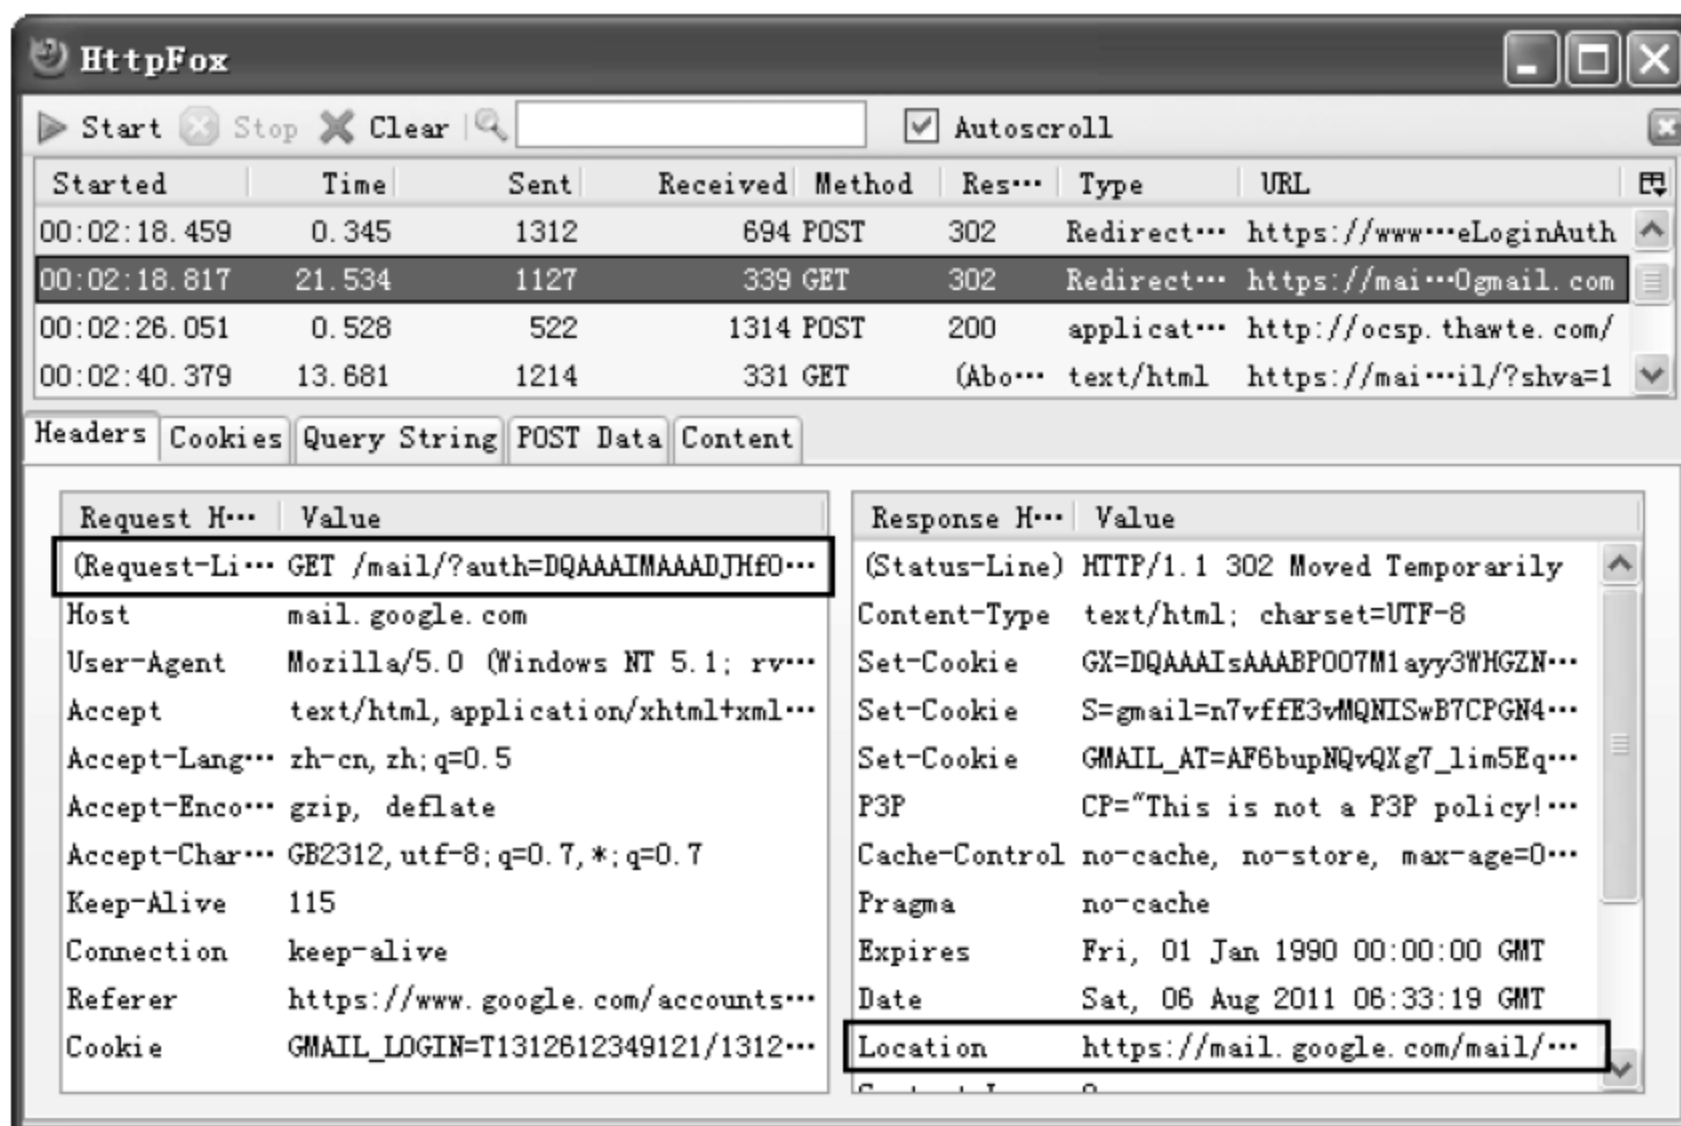 HttpFox
Start Stop Clear Autoscroll
Started Time Sent Received Method Res··· Type URL
00:02:18.459 0.345 1312 694 POST 302 Redirect··· https://www···eLoginAuth
00:02:18.817 21.534 1127 339 GET 302 Redirect··· https://mai···0gmail.com
00:02:26.051 0.528 522 1314 POST 200 applicat··· http://ocsp.thawte.com/
00:02:40.379 13.681 1214 331 GET (Abo··· text/html https://mai···il/?shva=1
Headers Cookies Query String POST Data Content
Request H··· Value
(Request-Li··· GET /mail/?auth=DQAAAIMAAADJHfO···
Host mail.google.com
User-Agent Mozilla/5.0 (Windows NT 5.1; rv···
Accept text/html,application/xhtml+xml···
Accept-Lang··· zh-cn,zh;q=0.5
Accept-Enco··· gzip, deflate
Accept-Char··· GB2312,utf-8;q=0.7,*;q=0.7
Keep-Alive 115
Connection keep-alive
Referer https://www.google.com/accounts···
Cookie GMAIL_LOGIN=T1312612349121/1312···
Response H··· Value
(Status-Line) HTTP/1.1 302 Moved Temporarily
Content-Type text/html; charset=UTF-8
Set-Cookie GX=DQAAAIsAAABPOO7M1ayy3WHGZN···
Set-Cookie S=gmail=n7vffE3vMQNISwB7CPGN4···
Set-Cookie GMAIL_AT=AF6bupNQvQXg7_lim5Eq···
P3P CP="This is not a P3P policy!···
Cache-Control no-cache, no-store, max-age=0···
Pragma no-cache
Expires Fri, 01 Jan 1990 00:00:00 GMT
Date Sat, 06 Aug 2011 06:33:19 GMT
Location https://mail.google.com/mail/···